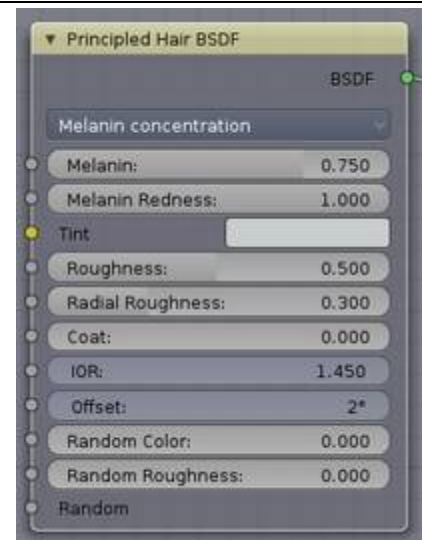 Principled Hair BSDF
BSDF
Melanin concentration
Melanin: 0.750
Melanin Redness: 1.000
Tint
Roughness: 0.500
Radial Roughness: 0.300
Coat: 0.000
IOR: 1.450
Offset: 2°
Random Color: 0.000
Random Roughness: 0.000
Random